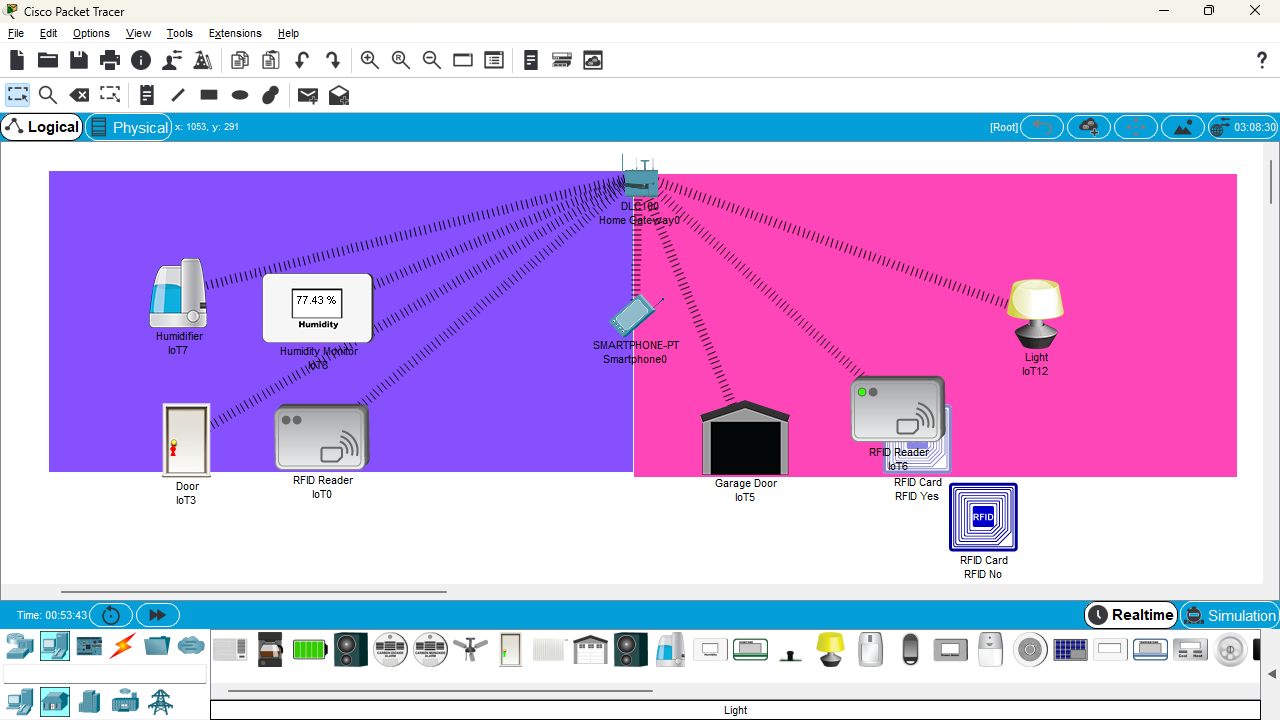 Cisco Packet Tracer
File Edit Options View Tools Extensions Help
Logical
Physical
x: 1053, y: 291
[Root]
03:08:30
DLC100
Home Gateway0
Humidifier
IoT7
77.43 %
Humidity
Humidity Monitor
IoT8
SMARTPHONE-PT
Smartphone0
Light
IoT12
Door
IoT3
RFID Reader
IoT0
Garage Door
IoT5
RFID Reader
IoT6
RFID Card
RFID Yes
RFID
RFID Card
RFID No
Time: 00:53:43
Realtime
Simulation
Light